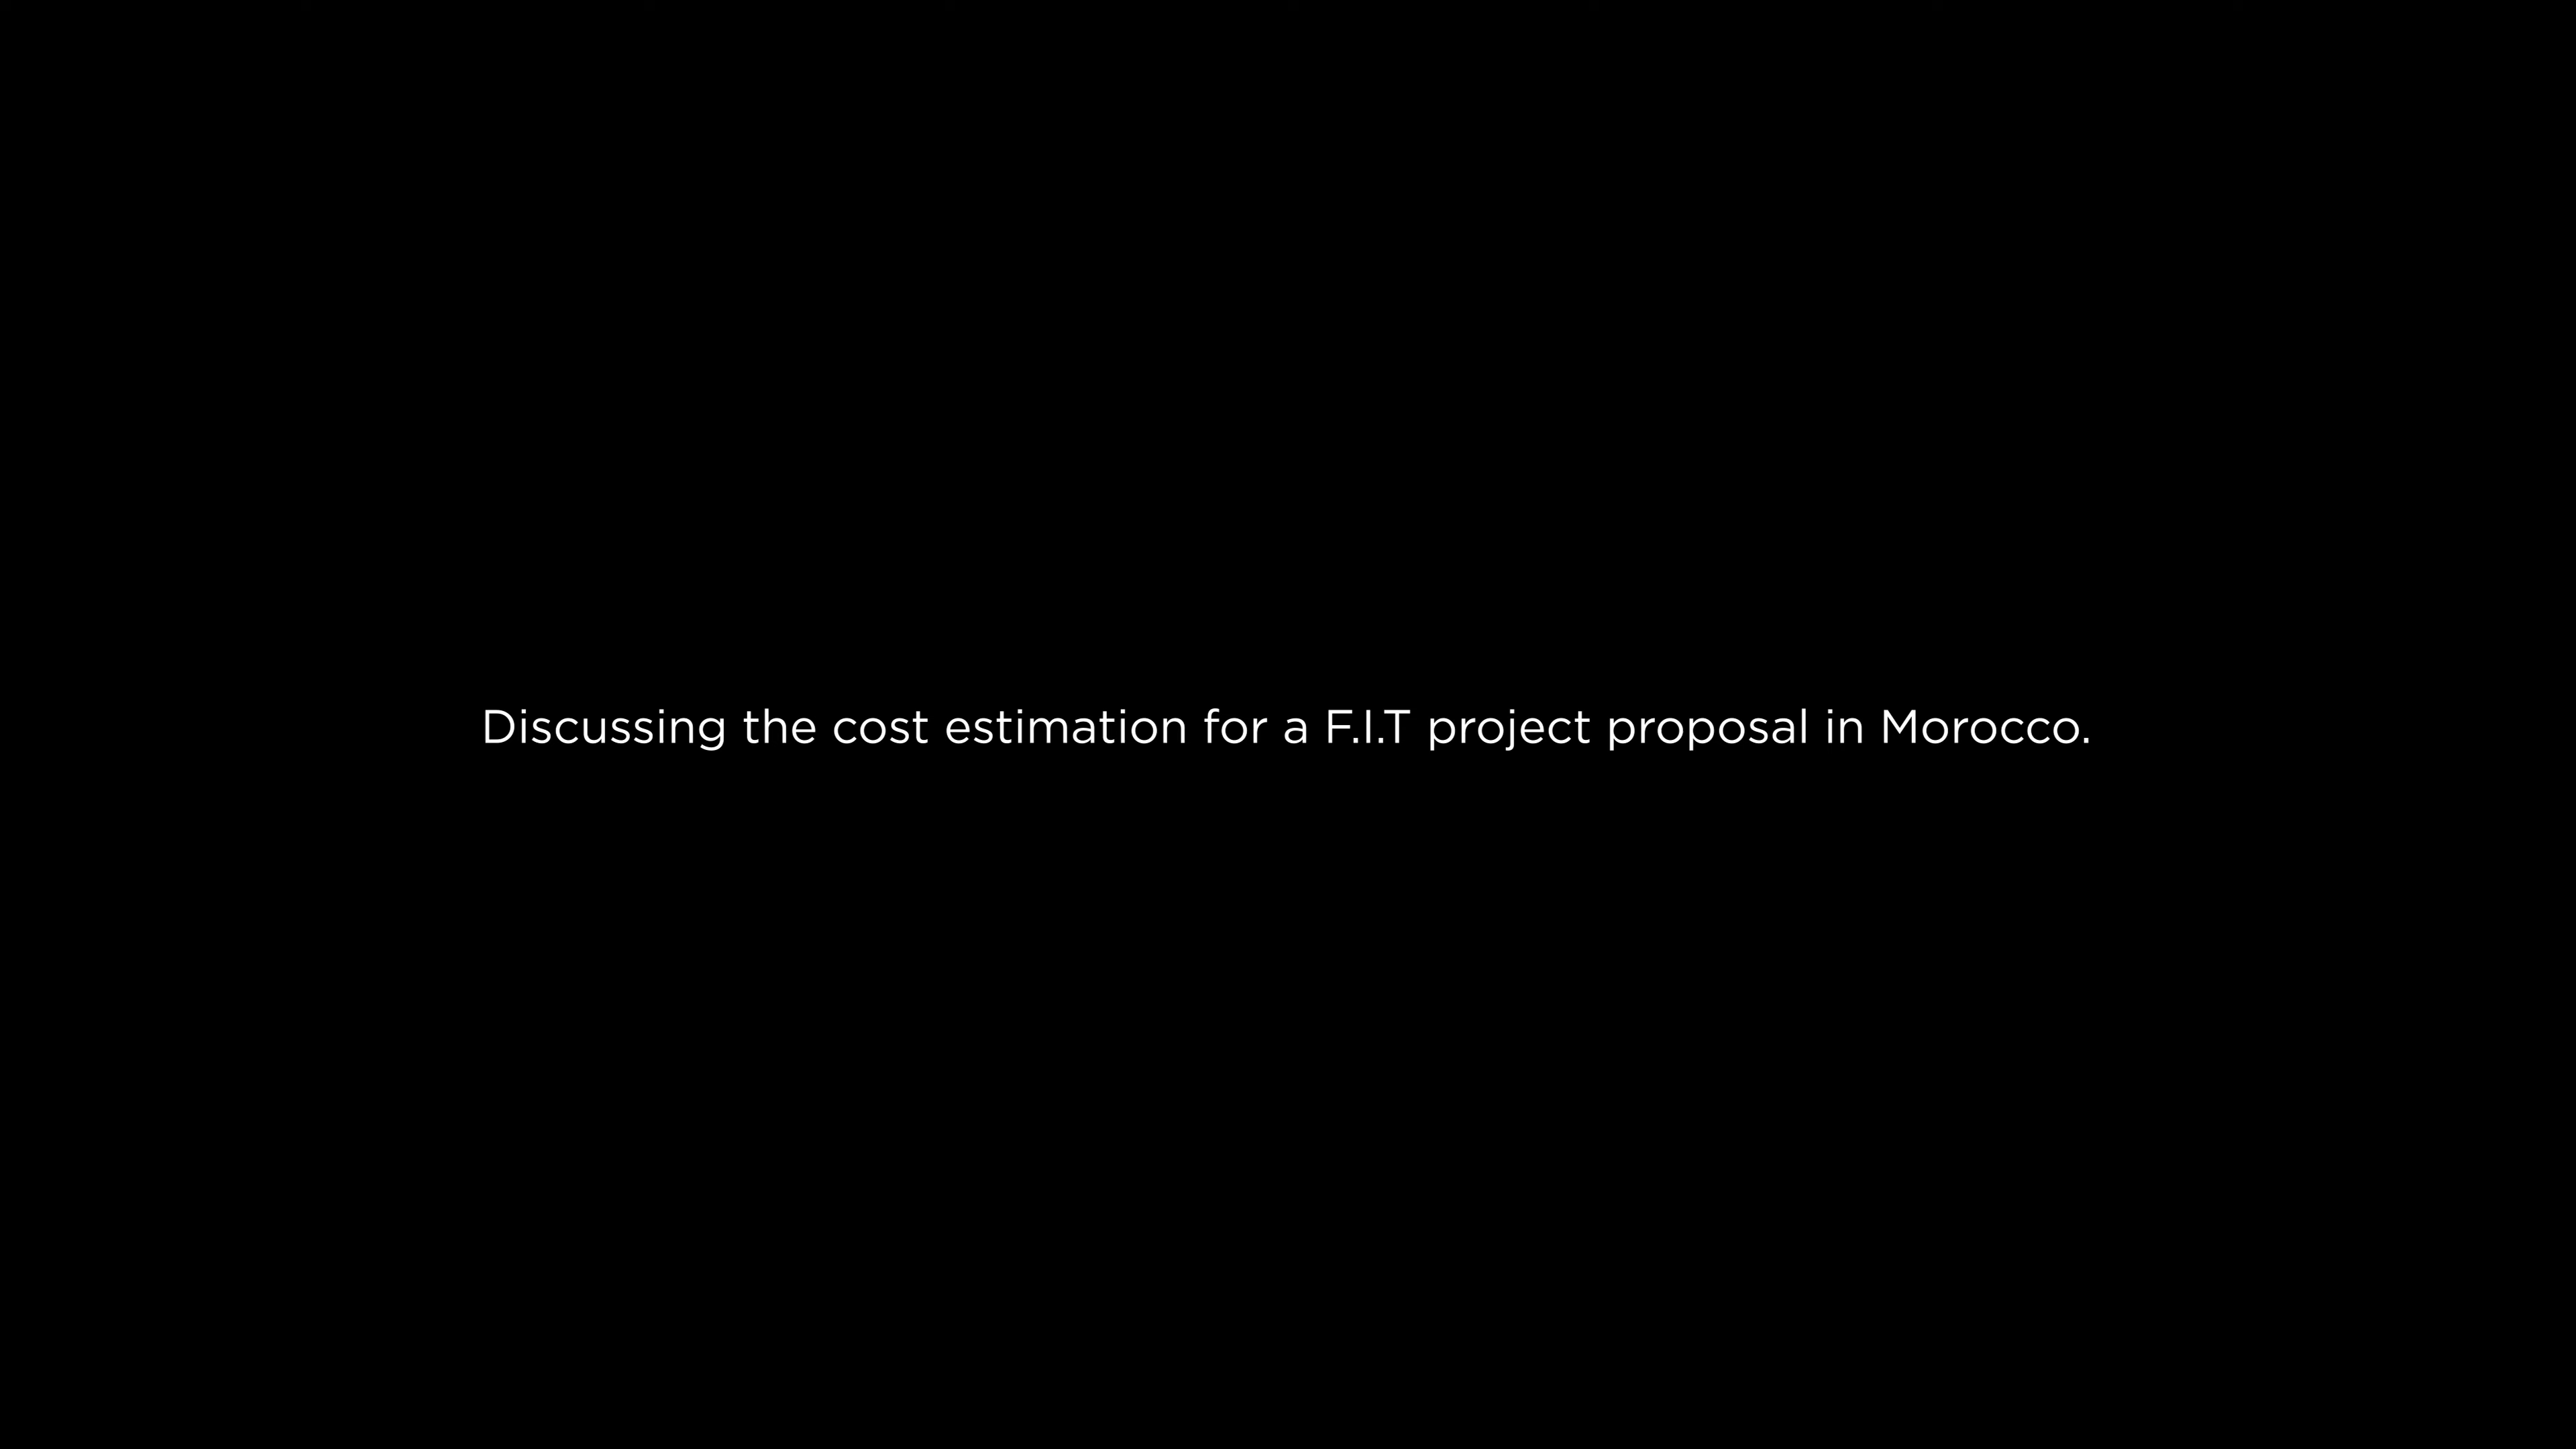 Discussing the cost estimation for a F.I.T project proposal in Morocco.